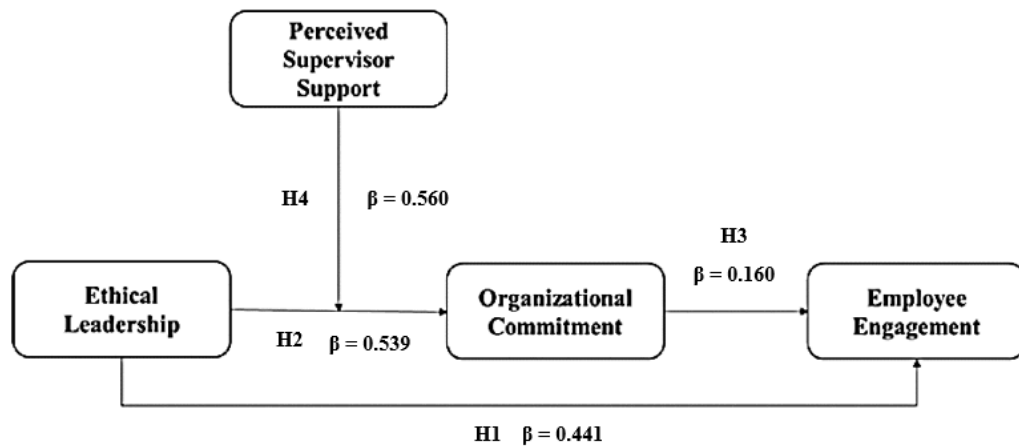 Perceived
Supervisor
Support
H4 β = 0.560
H3
β = 0.160
Ethical
Leadership
Organizational
Commitment
Employee
Engagement
H2 β = 0.539
H1 β = 0.441